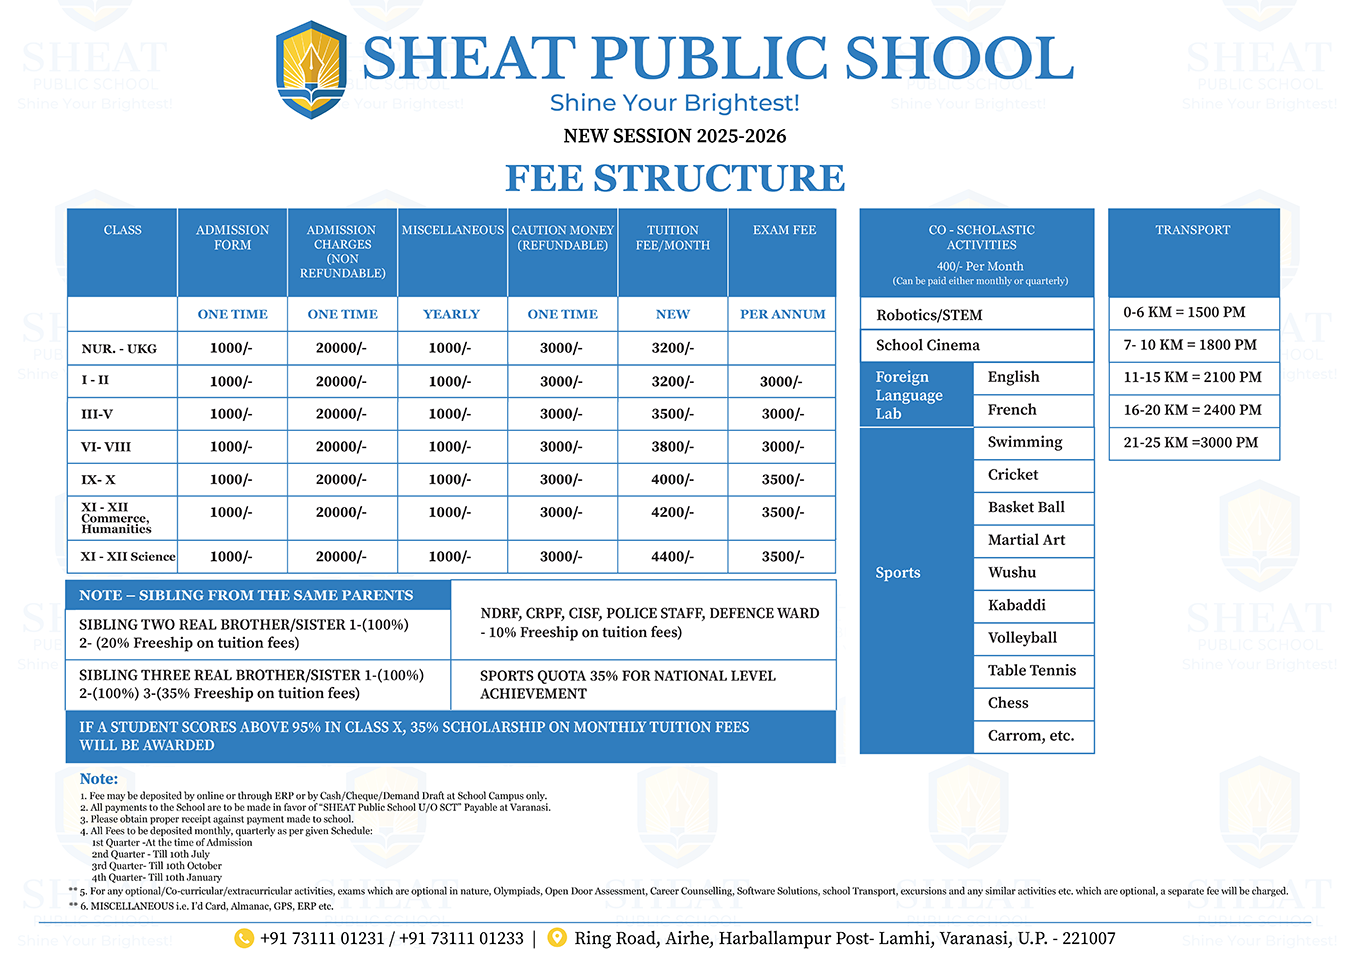 SHEAT PUBLIC SHOOL
Shine Your Brightest!
NEW SESSION 2025-2026
FEE STRUCTURE
CLASS ADMISSION FORM ADMISSION CHARGES (NON REFUNDABLE) MISCELLANEOUS CAUTION MONEY (REFUNDABLE) TUITION FEE/MONTH EXAM FEE
ONE TIME ONE TIME YEARLY ONE TIME NEW PER ANNUM
NUR. - UKG 1000/- 20000/- 1000/- 3000/- 3200/-
I - II 1000/- 20000/- 1000/- 3000/- 3200/- 3000/-
III-V 1000/- 20000/- 1000/- 3000/- 3500/- 3000/-
VI- VIII 1000/- 20000/- 1000/- 3000/- 3800/- 3000/-
IX- X 1000/- 20000/- 1000/- 3000/- 4000/- 3500/-
XI - XII Commerce, Humanities 1000/- 20000/- 1000/- 3000/- 4200/- 3500/-
XI - XII Science 1000/- 20000/- 1000/- 3000/- 4400/- 3500/-
NOTE – SIBLING FROM THE SAME PARENTS
SIBLING TWO REAL BROTHER/SISTER 1-(100%)
2- (20% Freeship on tuition fees)
SIBLING THREE REAL BROTHER/SISTER 1-(100%)
2-(100%) 3-(35% Freeship on tuition fees)
NDRF, CRPF, CISF, POLICE STAFF, DEFENCE WARD
- 10% Freeship on tuition fees)
SPORTS QUOTA 35% FOR NATIONAL LEVEL
ACHIEVEMENT
IF A STUDENT SCORES ABOVE 95% IN CLASS X, 35% SCHOLARSHIP ON MONTHLY TUITION FEES
WILL BE AWARDED
CO - SCHOLASTIC
ACTIVITIES
400/- Per Month
(Can be paid either monthly or quarterly)
Robotics/STEM
School Cinema
Foreign
Language
Lab
English
French
Sports
Swimming
Cricket
Basket Ball
Martial Art
Wushu
Kabaddi
Volleyball
Table Tennis
Chess
Carrom, etc.
TRANSPORT
0-6 KM = 1500 PM
7- 10 KM = 1800 PM
11-15 KM = 2100 PM
16-20 KM = 2400 PM
21-25 KM =3000 PM
Note:
1. Fee may be deposited by online or through ERP or by Cash/Cheque/Demand Draft at School Campus only.
2. All payments to the School are to be made in favor of “SHEAT Public School U/O SCT” Payable at Varanasi.
3. Please obtain proper receipt against payment made to school.
4. All Fees to be deposited monthly, quarterly as per given Schedule:
1st Quarter -At the time of Admission
2nd Quarter - Till 10th July
3rd Quarter- Till 10th October
4th Quarter- Till 10th January
** 5. For any optional/Co-curricular/extracurricular activities, exams which are optional in nature, Olympiads, Open Door Assessment, Career Counselling, Software Solutions, school Transport, excursions and any similar activities etc. which are optional, a separate fee will be charged.
** 6. MISCELLANEOUS i.e. I'd Card, Almanac, GPS, ERP etc.
+91 73111 01231 / +91 73111 01233 | Ring Road, Airhe, Harballampur Post- Lamhi, Varanasi, U.P. - 221007